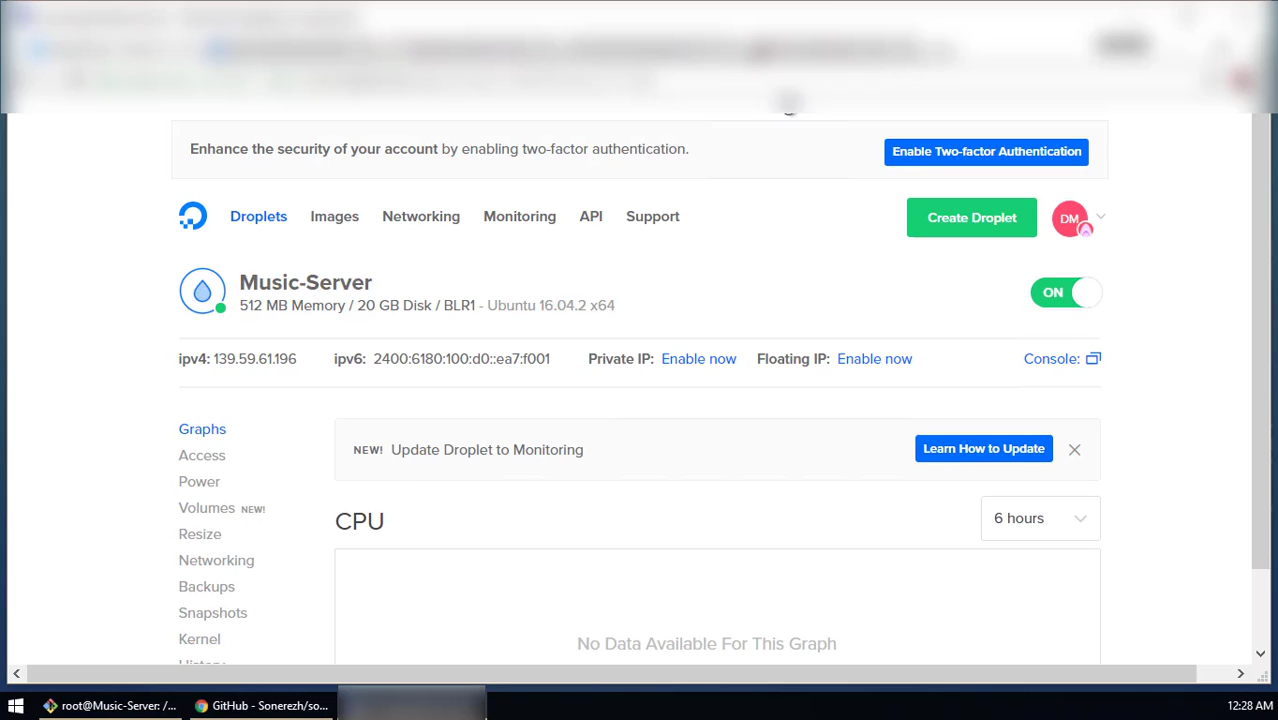 Enhance the security of your account by enabling two-factor authentication. Enable Two-factor Authentication
Droplets Images Networking Monitoring API Support Create Droplet DM
Music-Server
512 MB Memory / 20 GB Disk / BLR1 - Ubuntu 16.04.2 x64 ON
ipv4: 139.59.61.196 ipv6: 2400:6180:100:d0::ea7:f001 Private IP: Enable now Floating IP: Enable now Console:
Graphs
Access
Power
Volumes NEW!
Resize
Networking
Backups
Snapshots
Kernel
History
NEW! Update Droplet to Monitoring Learn How to Update
CPU 6 hours
No Data Available For This Graph
root@Music-Server: /... GitHub - Sonerezh/so... 12:28 AM